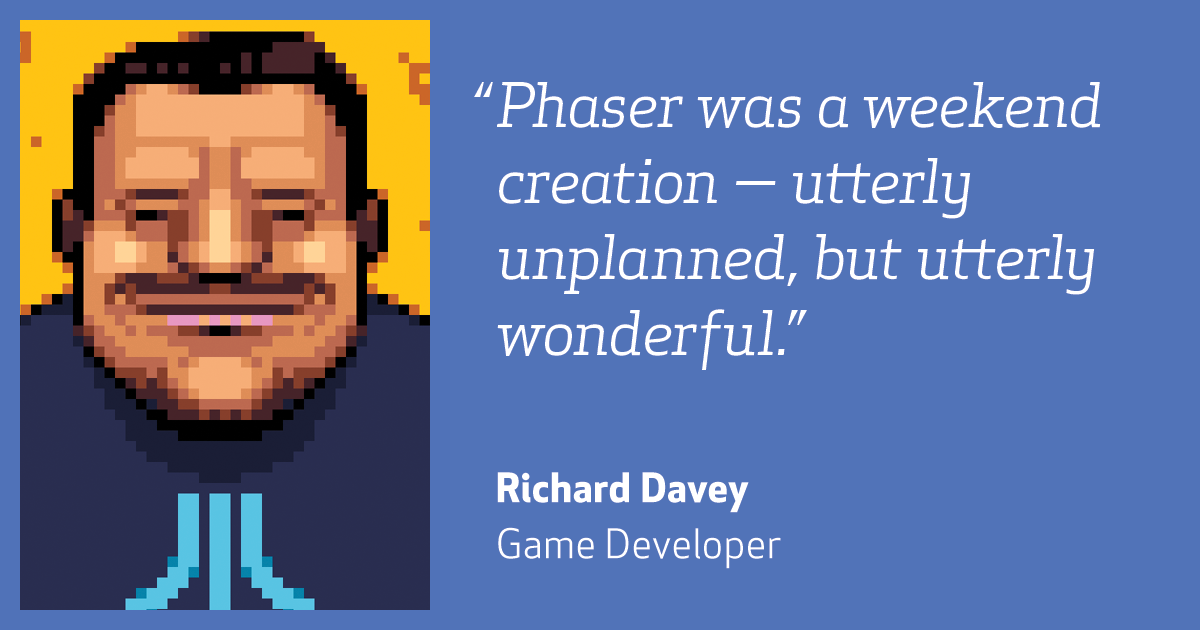 “Phaser was a weekend
creation — utterly
unplanned, but utterly
wonderful.”
Richard Davey
Game Developer